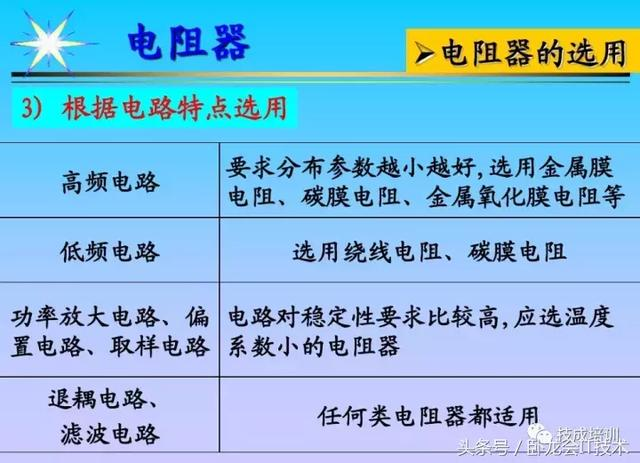 电阻器
➢电阻器的选用
3) 根据电路特点选用
高频电路
要求分布参数越小越好,选用金属膜
电阻、碳膜电阻、金属氧化膜电阻等
低频电路
选用绕线电阻、碳膜电阻
功率放大电路、偏
置电路、取样电路
电路对稳定性要求比较高,应选温度
系数小的电阻器
退耦电路、
滤波电路
任何类电阻器都适用
技成培训
头条号/卧龙会IT技术